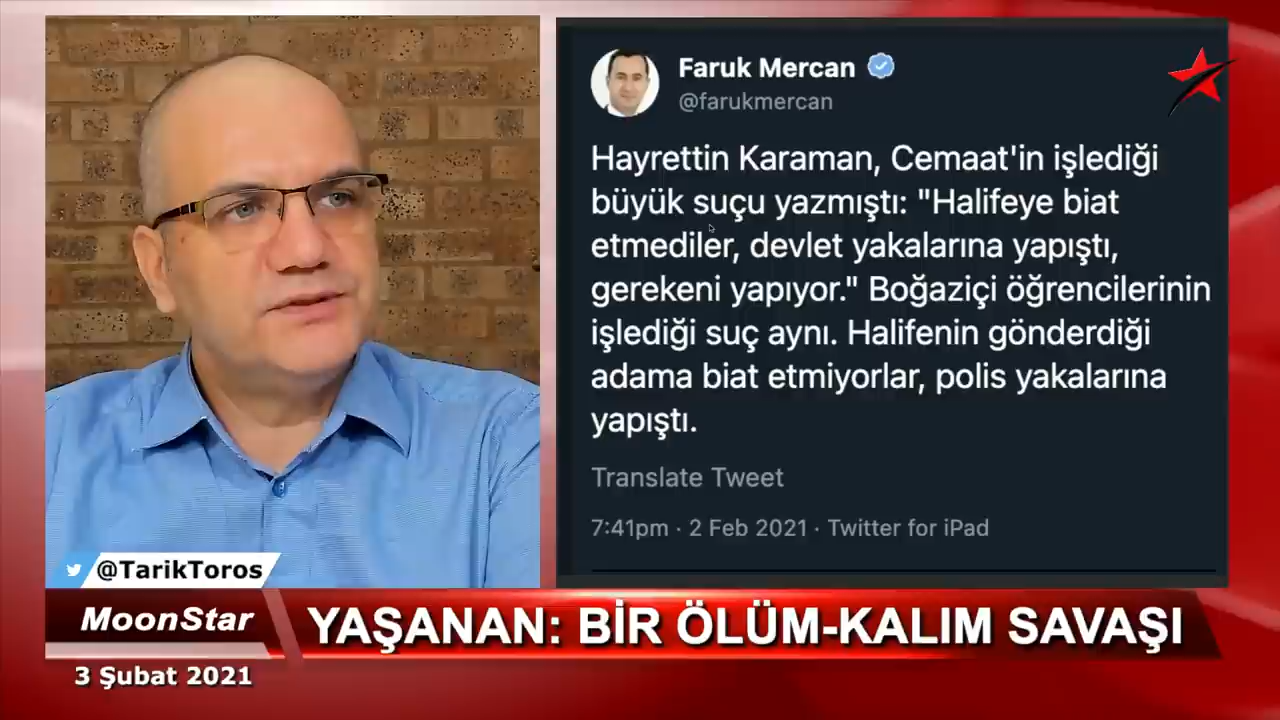 Faruk Mercan
@farukmercan
Hayrettin Karaman, Cemaat'in işlediği
büyük suçu yazmıştı: "Halifeye biat
etmediler, devlet yakalarına yapıştı,
gerekeni yapıyor." Boğaziçi öğrencilerinin
işlediği suç aynı. Halifenin gönderdiği
adama biat etmiyorlar, polis yakalarına
yapıştı.
Translate Tweet
7:41pm · 2 Feb 2021 · Twitter for iPad
@TarikToros
MoonStar
YAŞANAN: BİR ÖLÜM-KALIM SAVAŞI
3 Şubat 2021